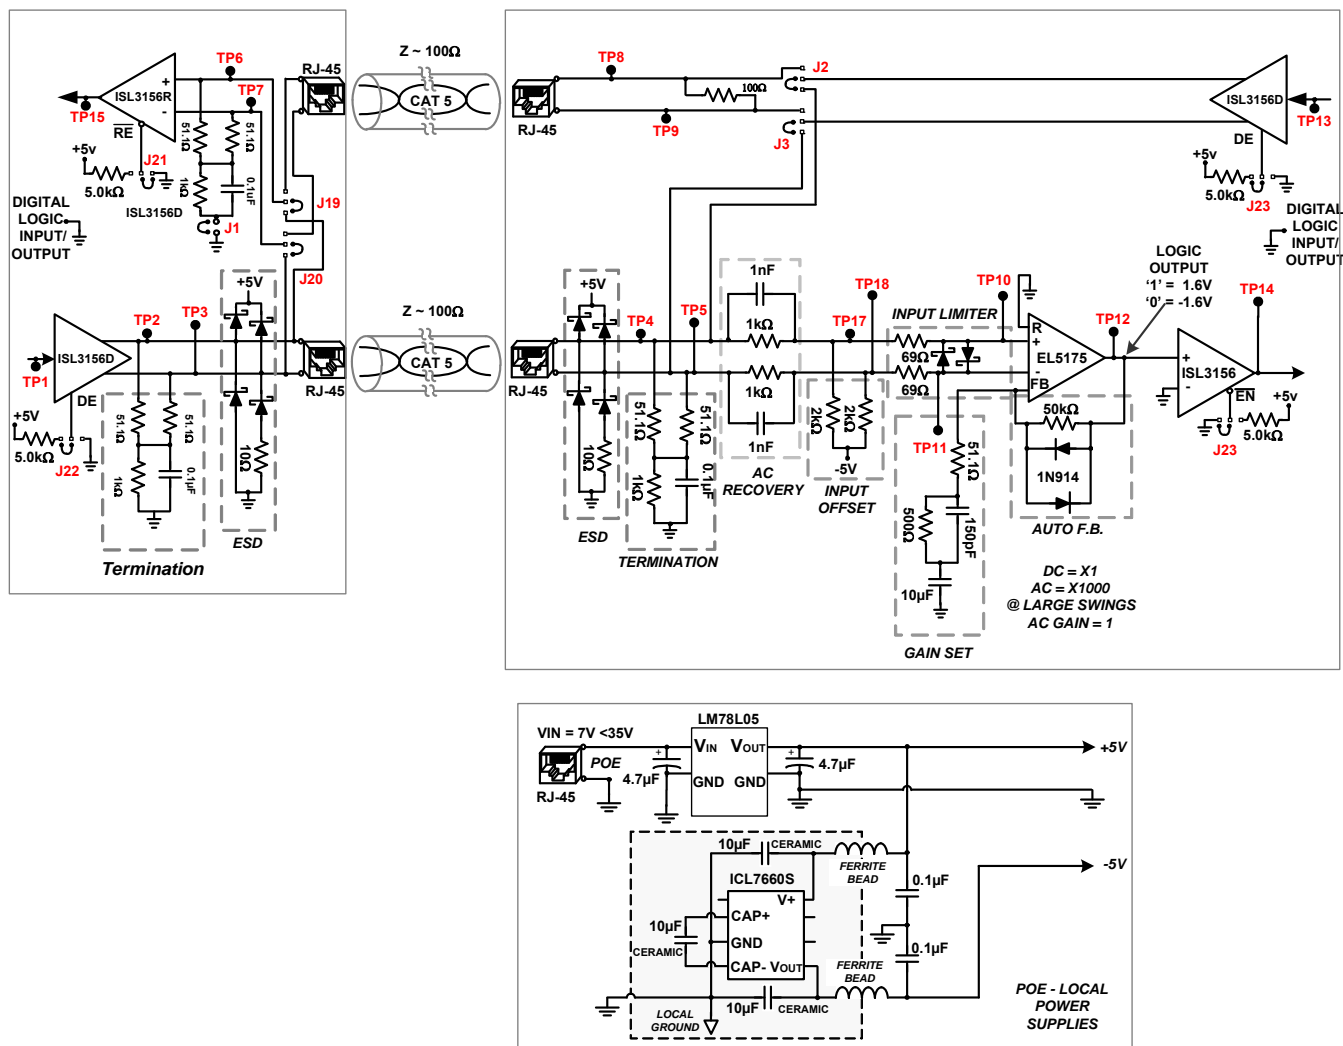 TP6
TP7
ISL3156R
+
-
TP15
RE
+5v
5.0kΩ
J21
51.1Ω
51.1Ω
1kΩ
0.1uF
ISL3156D
J1
J19
J20
DIGITAL
LOGIC
INPUT/
OUTPUT
RJ-45
Z ~ 100Ω
CAT 5
RJ-45
TP8
TP9
100Ω
J2
J3
ISL3156D
TP13
DE
+5v
5.0kΩ
J23
DIGITAL
LOGIC
INPUT/
OUTPUT
TP1
ISL3156D
TP2
TP3
DE
+5V
5.0kΩ
J22
51.1Ω
51.1Ω
1kΩ
0.1µF
Termination
+5V
10Ω
ESD
RJ-45
Z ~ 100Ω
CAT 5
RJ-45
+5V
10Ω
ESD
TP4
TP5
51.1Ω
51.1Ω
1kΩ
0.1µF
TERMINATION
1nF
1kΩ
1kΩ
1nF
AC
RECOVERY
TP17
TP18
2kΩ
2kΩ
-5V
INPUT
OFFSET
INPUT LIMITER
69Ω
69Ω
TP10
TP11
R
+
-
FB
EL5175
TP12
LOGIC
OUTPUT
'1' = 1.6V
'0' = -1.6V
51.1Ω
500Ω
150pF
10µF
GAIN SET
50kΩ
1N914
AUTO F.B.
DC = X1
AC = X1000
@ LARGE SWINGS
AC GAIN = 1
+
-
ISL3156
TP14
EN
+5v
5.0kΩ
J23
VIN = 7V <35V
POE
RJ-45
+
4.7µF
LM78L05
VIN
VOUT
GND
GND
+
4.7µF
+5V
-5V
10µF
CERAMIC
FERRITE
BEAD
ICL7660S
V+
CAP+
GND
CAP-
VOUT
10µF
CERAMIC
10µF
CERAMIC
FERRITE
BEAD
0.1µF
0.1µF
LOCAL
GROUND
POE - LOCAL
POWER
SUPPLIES